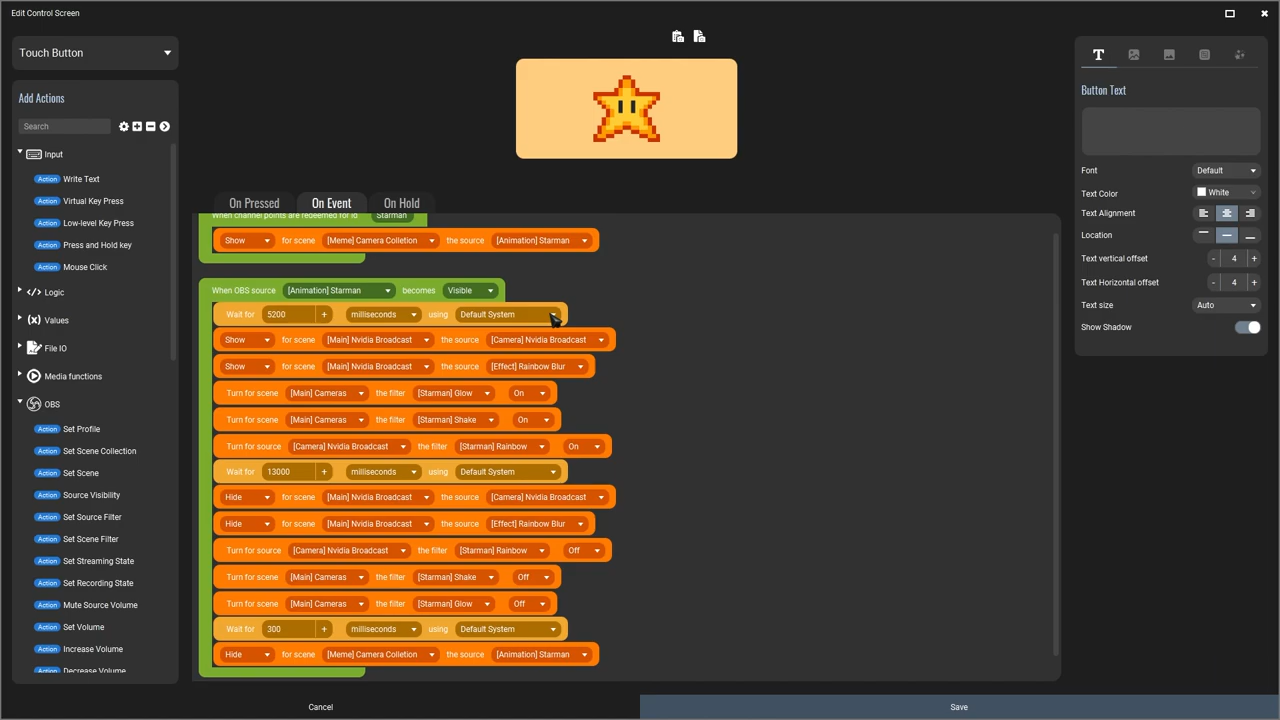 Edit Control Screen
Touch Button
Add Actions
Search
Input
Action Write Text
Action Virtual Key Press
Action Low-level Key Press
Action Press and Hold key
Action Mouse Click
Logic
Values
File IO
Media functions
OBS
Action Set Profile
Action Set Scene Collection
Action Set Scene
Action Source Visibility
Action Set Source Filter
Action Set Scene Filter
Action Set Streaming State
Action Set Recording State
Action Mute Source Volume
Action Set Volume
Action Increase Volume
Action Decrease Volume
On Pressed On Event On Hold
When channel points are redeemed for id Starman
Show for scene [Meme] Camera Colletion the source [Animation] Starman
When OBS source [Animation] Starman becomes Visible
Wait for 5200 + milliseconds using Default System
Show for scene [Main] Nvidia Broadcast the source [Camera] Nvidia Broadcast
Show for scene [Main] Nvidia Broadcast the source [Effect] Rainbow Blur
Turn for scene [Main] Cameras the filter [Starman] Glow On
Turn for scene [Main] Cameras the filter [Starman] Shake On
Turn for source [Camera] Nvidia Broadcast the filter [Starman] Rainbow On
Wait for 13000 + milliseconds using Default System
Hide for scene [Main] Nvidia Broadcast the source [Camera] Nvidia Broadcast
Hide for scene [Main] Nvidia Broadcast the source [Effect] Rainbow Blur
Turn for source [Camera] Nvidia Broadcast the filter [Starman] Rainbow Off
Turn for scene [Main] Cameras the filter [Starman] Shake Off
Turn for scene [Main] Cameras the filter [Starman] Glow Off
Wait for 300 + milliseconds using Default System
Hide for scene [Meme] Camera Colletion the source [Animation] Starman
T
Button Text
Font Default
Text Color White
Text Alignment
Location
Text vertical offset - 4 +
Text Horizontal offset - 4 +
Text size Auto
Show Shadow
Cancel
Save